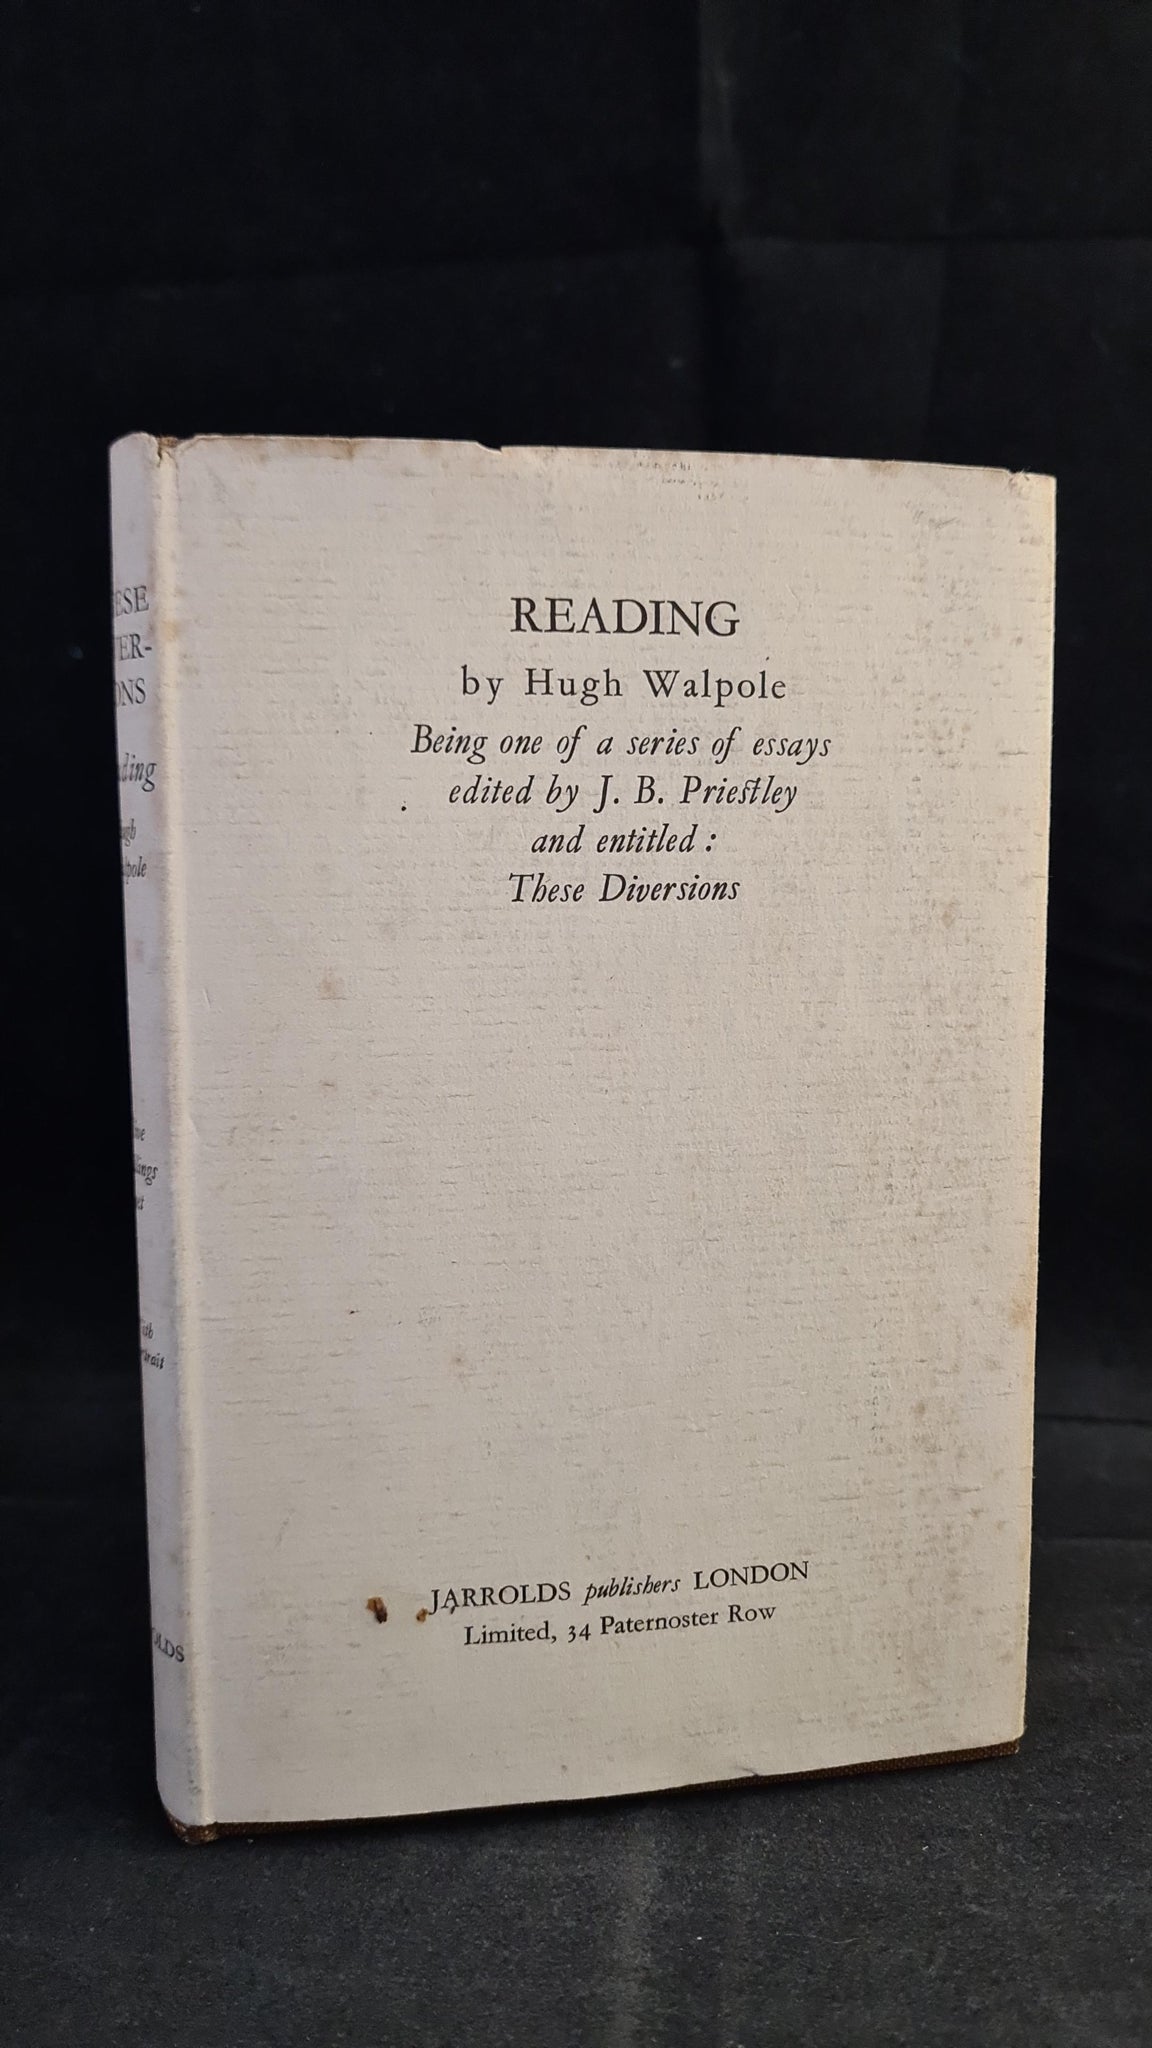 READING
by Hugh Walpole
Being one of a series of essays
edited by J. B. Priestley
and entitled :
These Diversions
JARROLDS publishers LONDON
Limited, 34 Paternoster Row